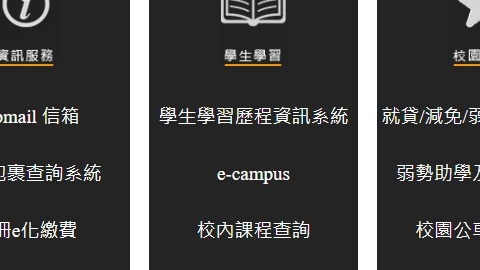 資訊服務
mail 信箱
包裹查詢系統
冊e化繳費
學生學習
學生學習歷程資訊系統
e-campus
校內課程查詢
校園
就貸/減免/弱
弱勢助學及
校園公車